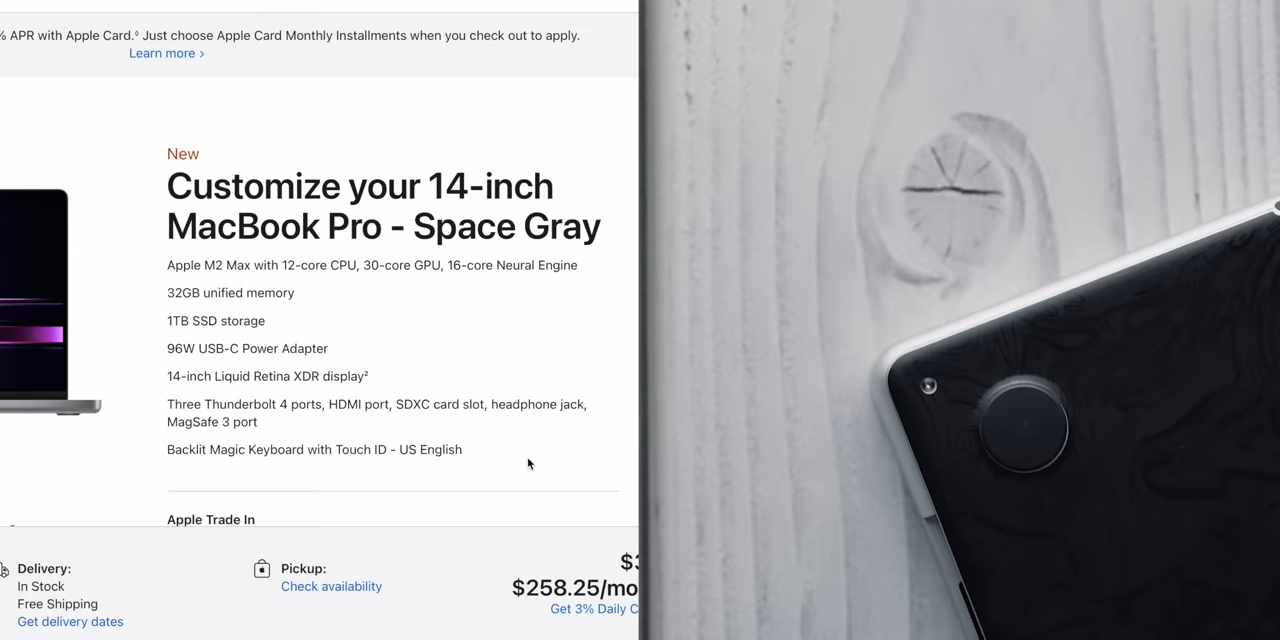 % APR with Apple Card.◊ Just choose Apple Card Monthly Installments when you check out to apply.
Learn more >
New
Customize your 14-inch
MacBook Pro - Space Gray
Apple M2 Max with 12-core CPU, 30-core GPU, 16-core Neural Engine
32GB unified memory
1TB SSD storage
96W USB-C Power Adapter
14-inch Liquid Retina XDR display²
Three Thunderbolt 4 ports, HDMI port, SDXC card slot, headphone jack,
MagSafe 3 port
Backlit Magic Keyboard with Touch ID - US English
Apple Trade In
Delivery:
In Stock
Free Shipping
Get delivery dates
Pickup:
Check availability
$3
$258.25/mo
Get 3% Daily C